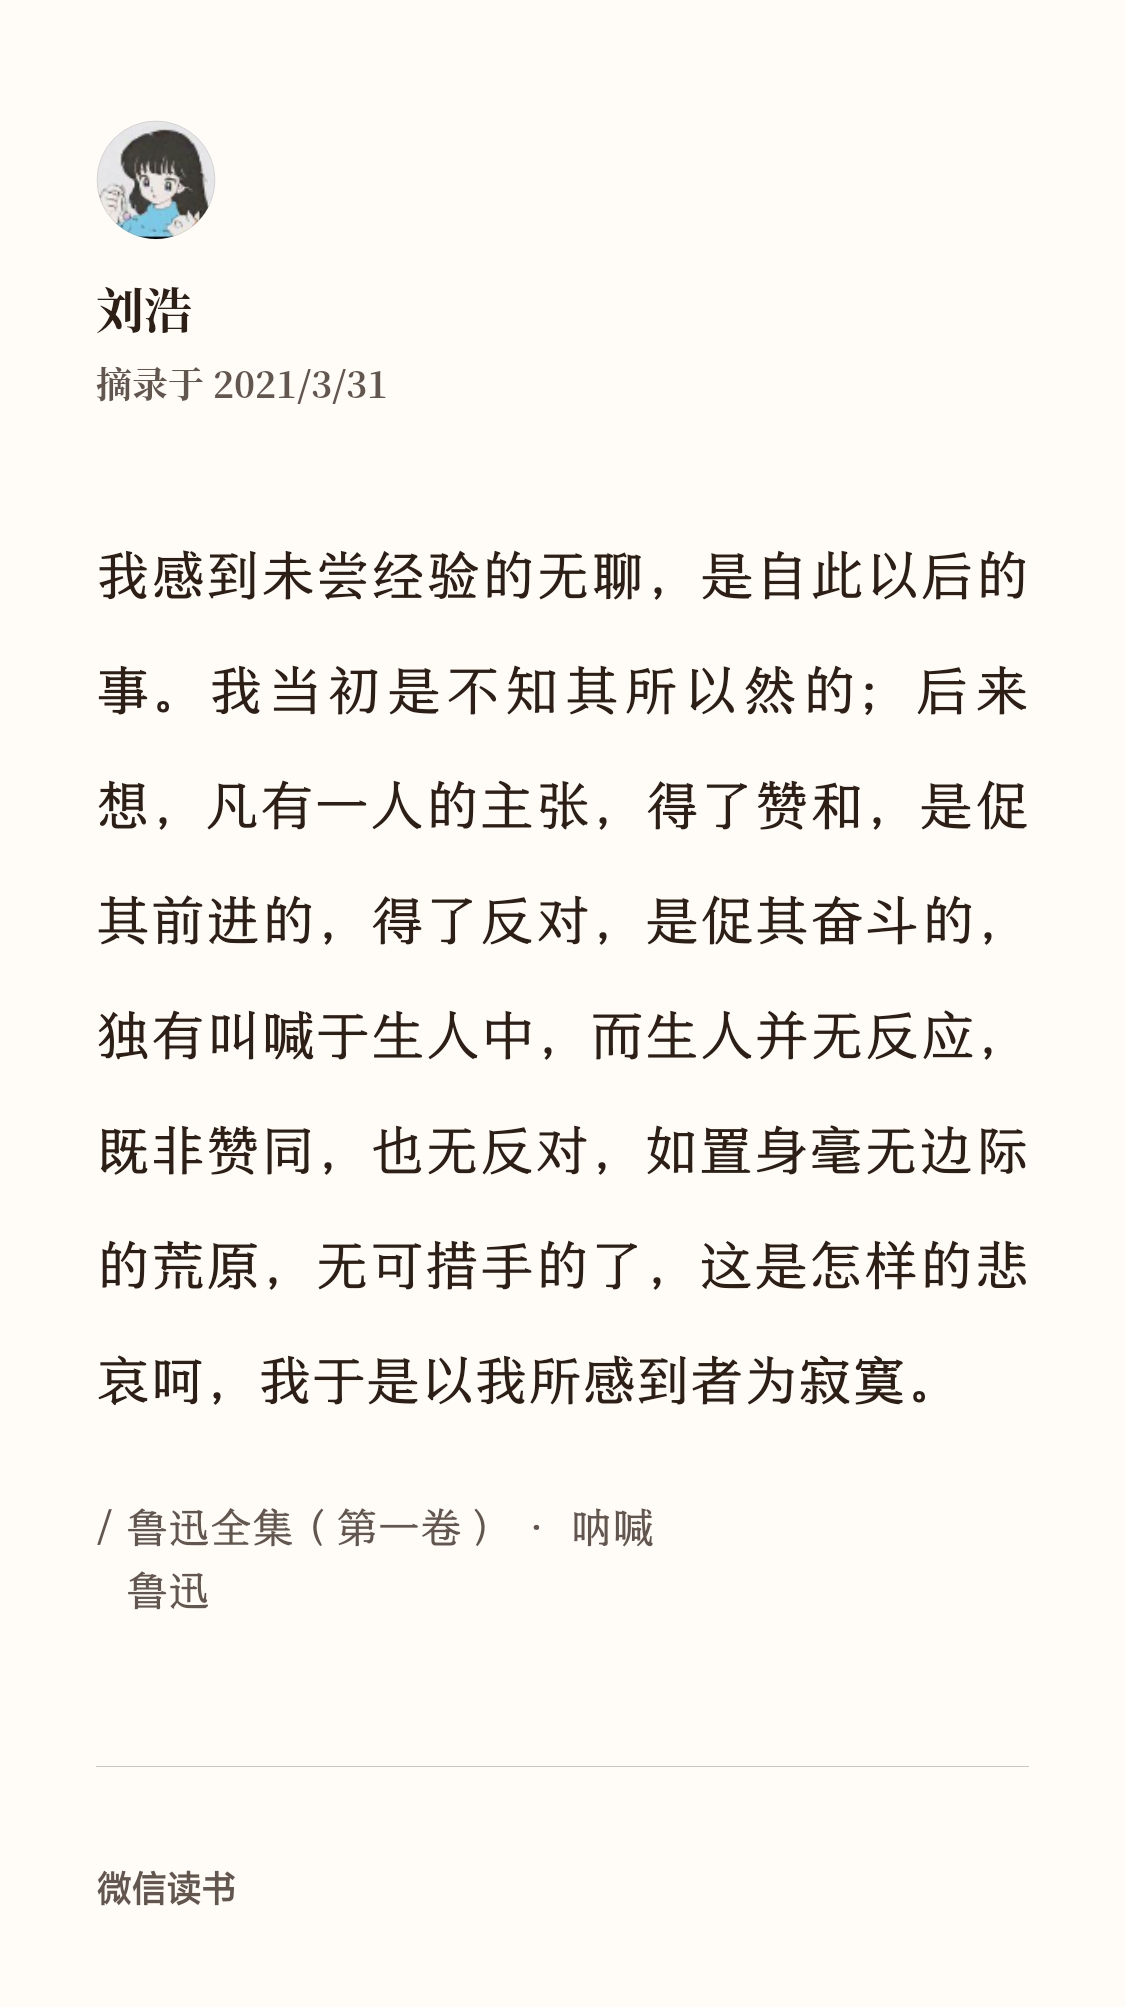 刘浩
摘录于 2021/3/31
我感到未尝经验的无聊，是自此以后的
事。我当初是不知其所以然的；后来
想，凡有一人的主张，得了赞和，是促
其前进的，得了反对，是促其奋斗的，
独有叫喊于生人中，而生人并无反应，
既非赞同，也无反对，如置身毫无边际
的荒原，无可措手的了，这是怎样的悲
哀呵，我于是以我所感到者为寂寞。
/ 鲁迅全集（第一卷） · 呐喊
鲁迅
微信读书